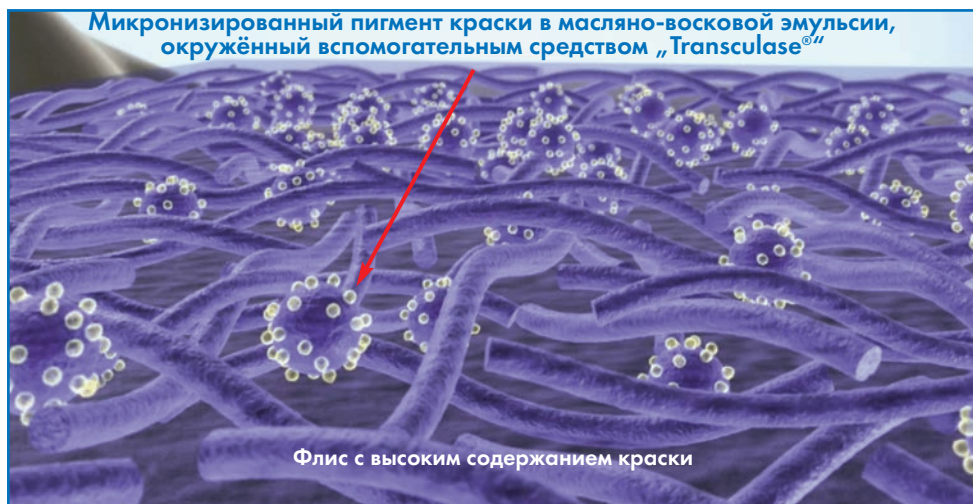 Микронизированный пигмент краски в масляно-восковой эмульсии,
окружённый вспомогательным средством „Transculase®“
Флис с высоким содержанием краски